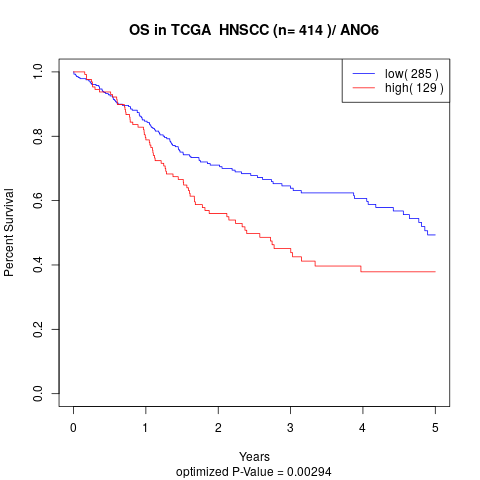 OS in TCGA  HNSCC (n= 414 )/ ANO6
low( 285 )
high( 129 )
1.0
0.8
0.6
0.4
0.2
0.0
Percent Survival
0 1 2 3 4 5
Years
optimized P-Value = 0.00294